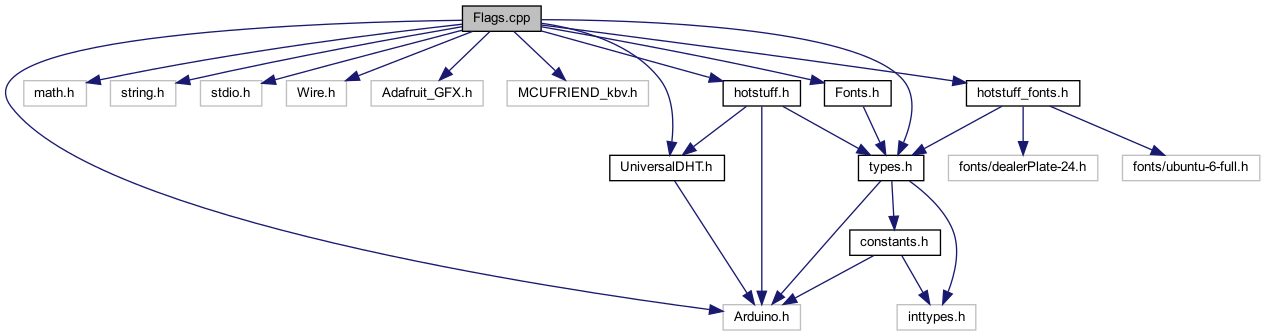 Flags.cpp
math.h
string.h
stdio.h
Wire.h
Adafruit_GFX.h
MCUFRIEND_kbv.h
hotstuff.h
Fonts.h
hotstuff_fonts.h
UniversalDHT.h
types.h
fonts/dealerPlate-24.h
fonts/ubuntu-6-full.h
constants.h
Arduino.h
inttypes.h